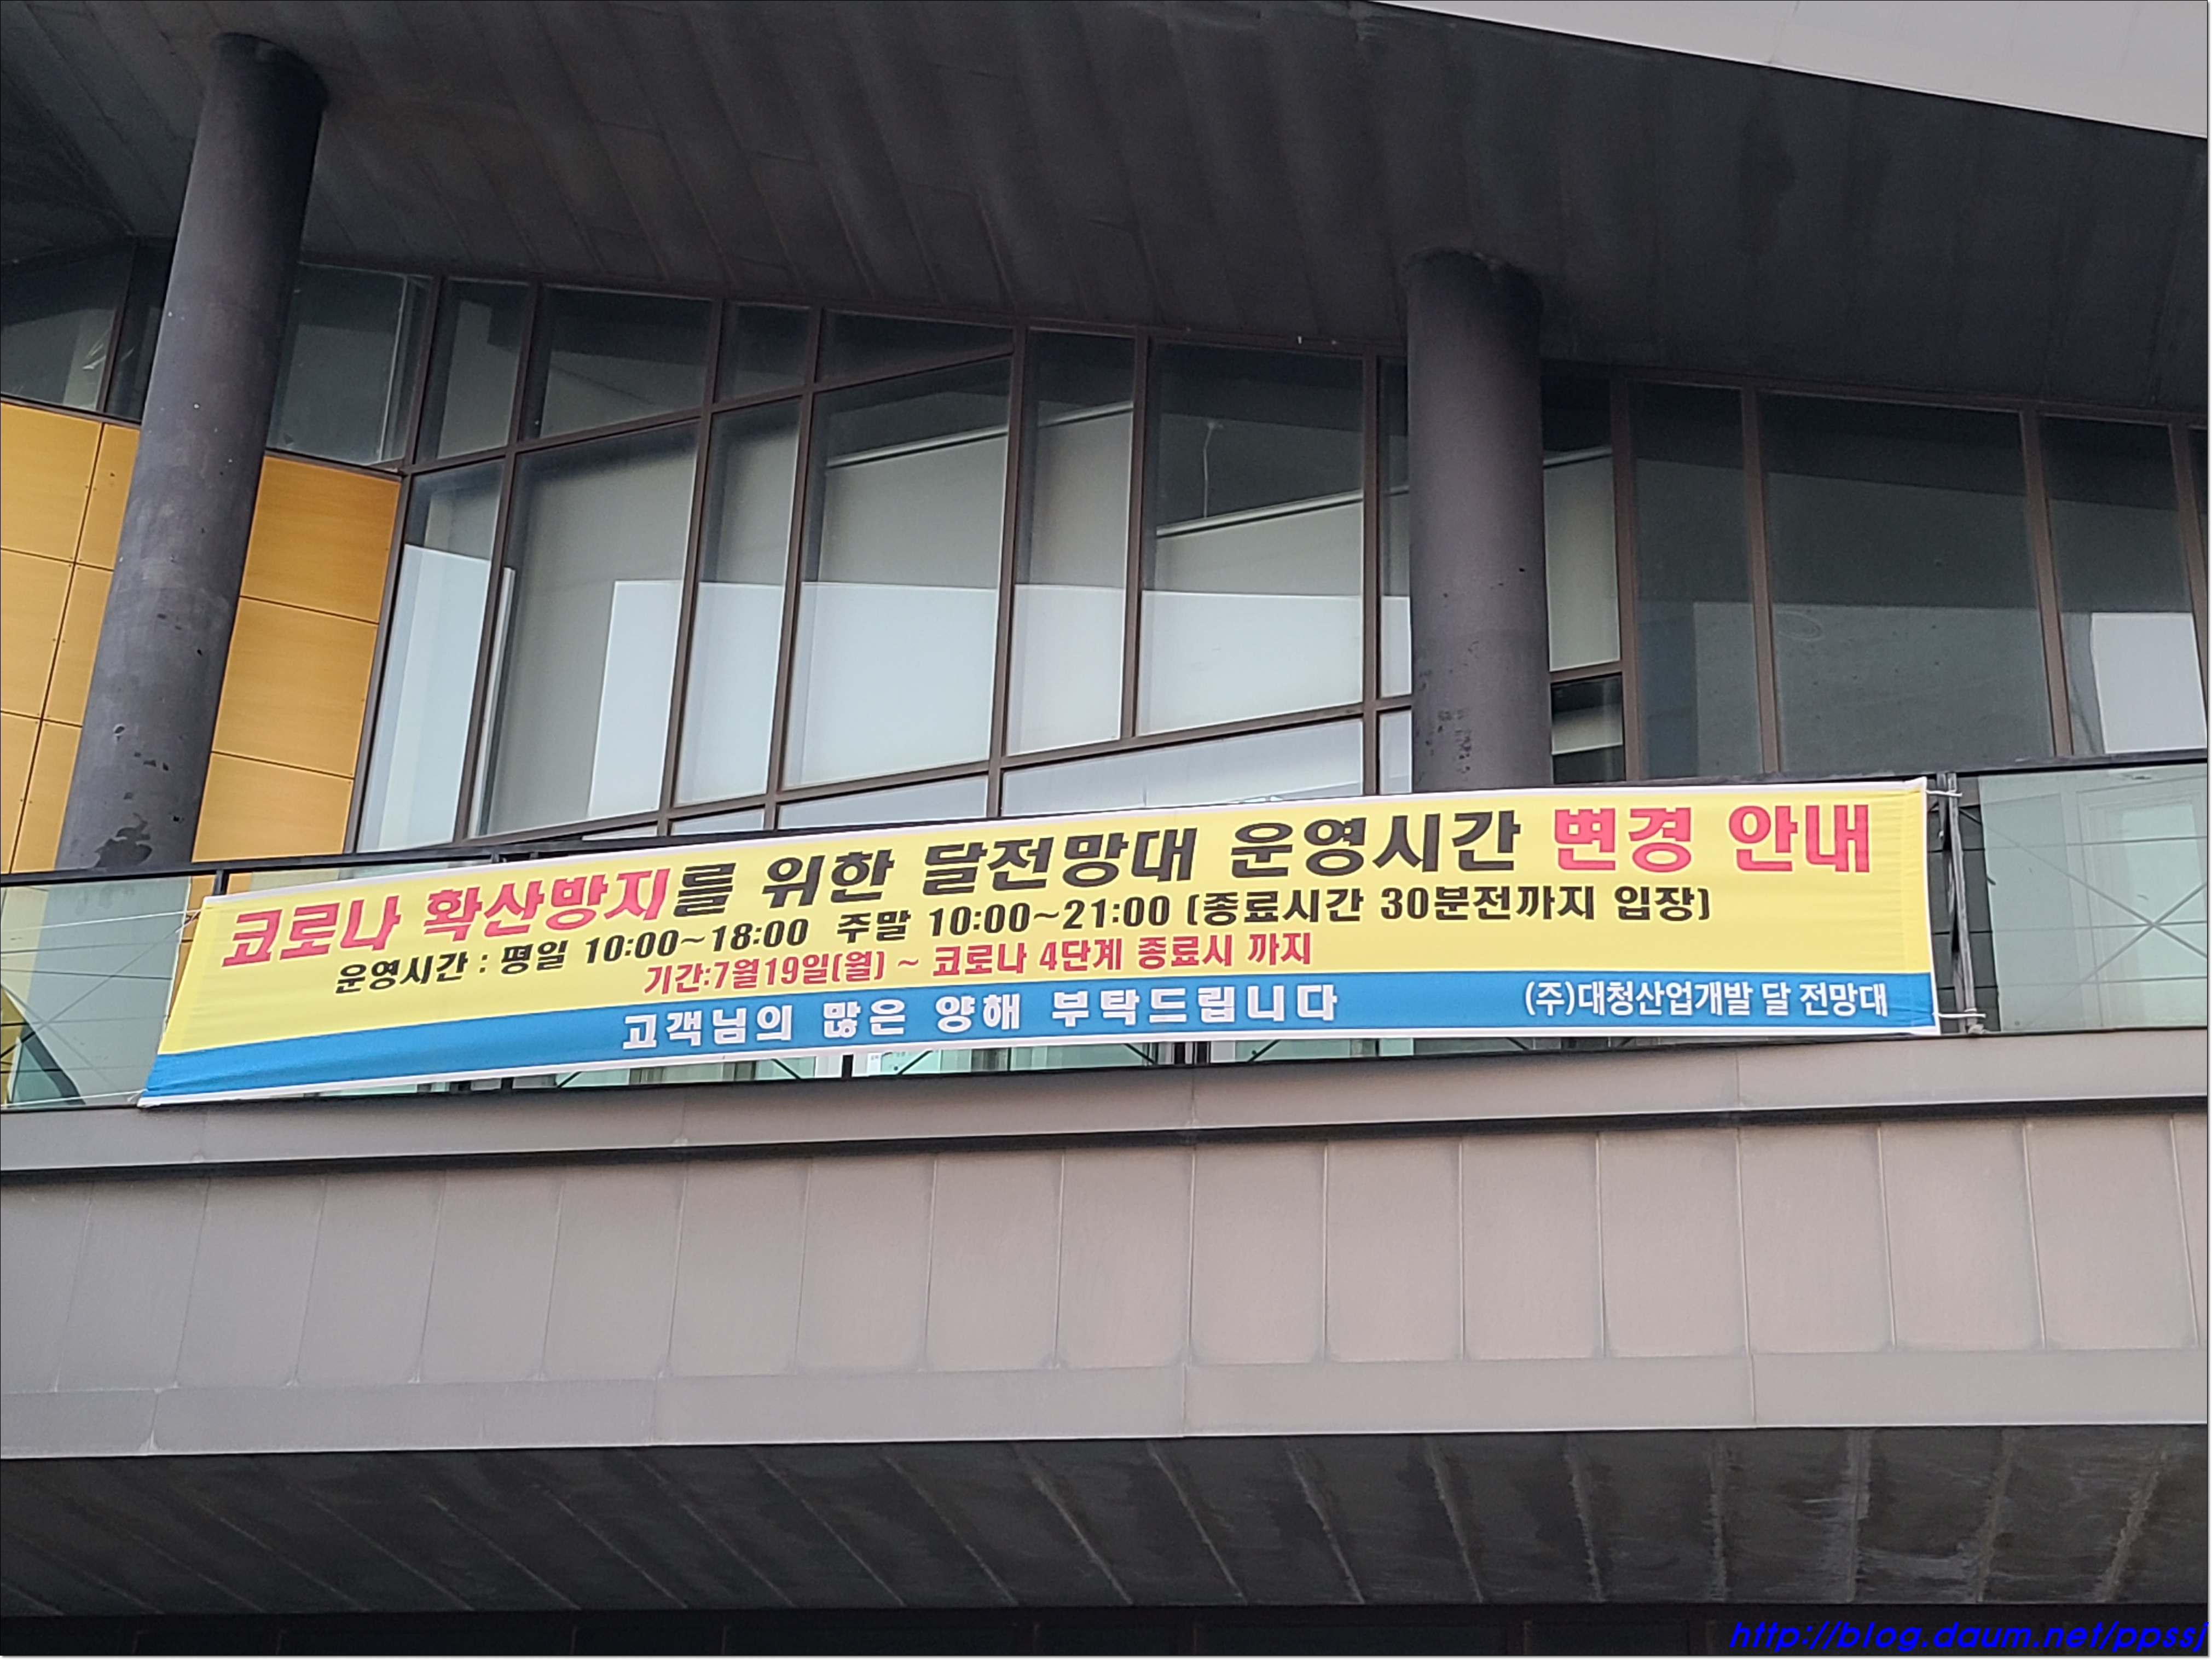 코로나 확산방지를 위한 달전망대 운영시간 변경 안내
운영시간 : 평일 10:00~18:00 주말 10:00~21:00 (종료시간 30분전까지 입장)
기간:7월19일(월) ~ 코로나 4단계 종료시 까지
고객님의 많은 양해 부탁드립니다
(주)대청산업개발 달 전망대
http://blog.daum.net/ppssj